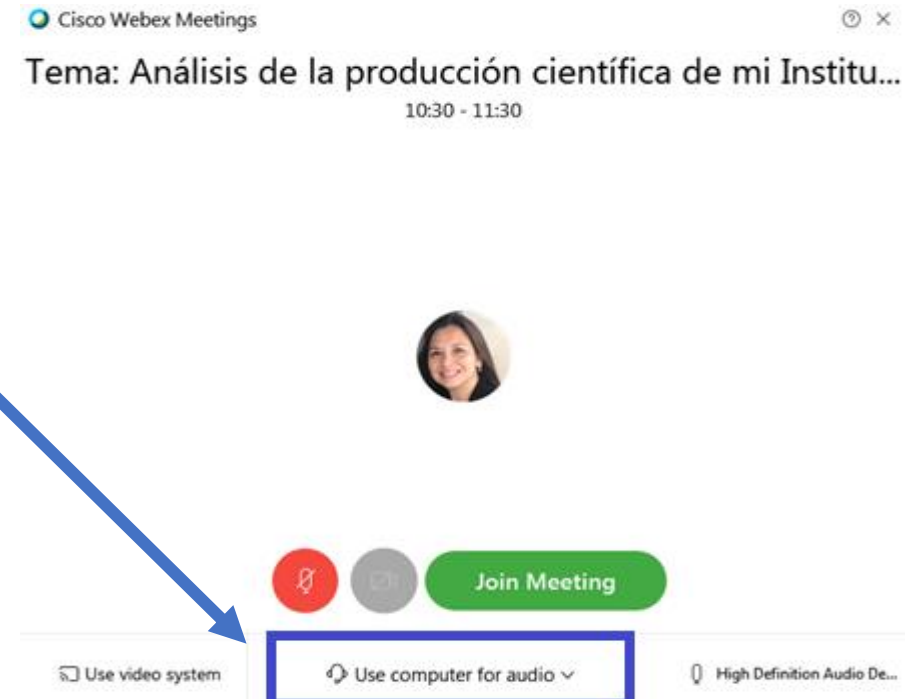 Cisco Webex Meetings
Tema: Análisis de la producción científica de mi Institu...
10:30 - 11:30
Join Meeting
Use video system
Use computer for audio
High Definition Audio De...